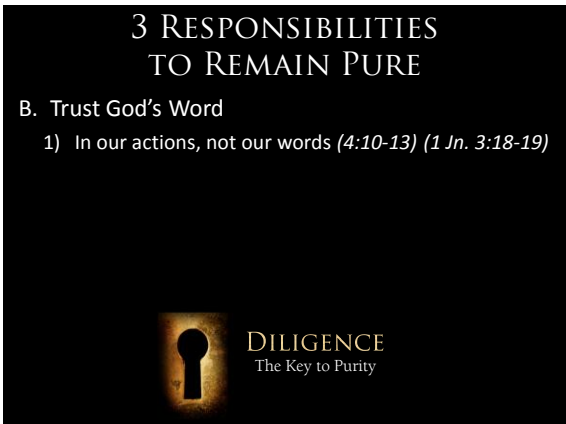 3 Responsibilities
to Remain Pure
B. Trust God's Word
1) In our actions, not our words (4:10-13) (1 Jn. 3:18-19)
Diligence
The Key to Purity